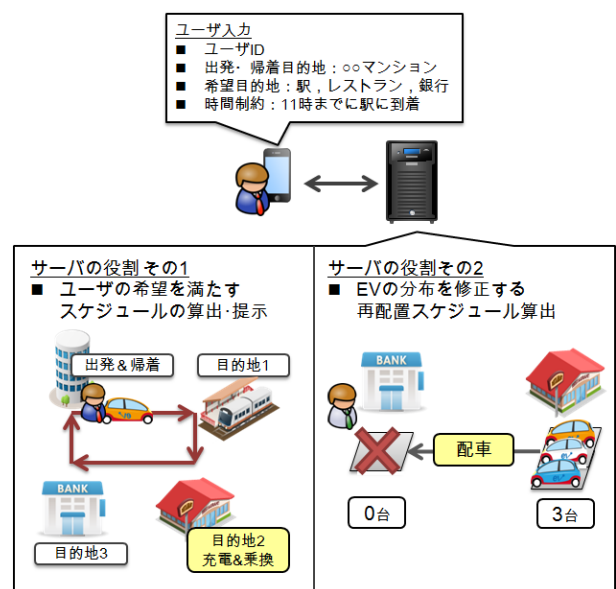 ユーザ入力
■ ユーザID
■ 出発・帰着目的地：○○マンション
■ 希望目的地：駅，レストラン，銀行
■ 時間制約：11時までに駅に到着
サーバの役割その1
■ ユーザの希望を満たす
スケジュールの算出・提示
出発＆帰着
目的地1
BANK
目的地3
目的地2
充電&乗換
サーバの役割その2
■ EVの分布を修正する
再配置スケジュール算出
BANK
配車
0台
3台